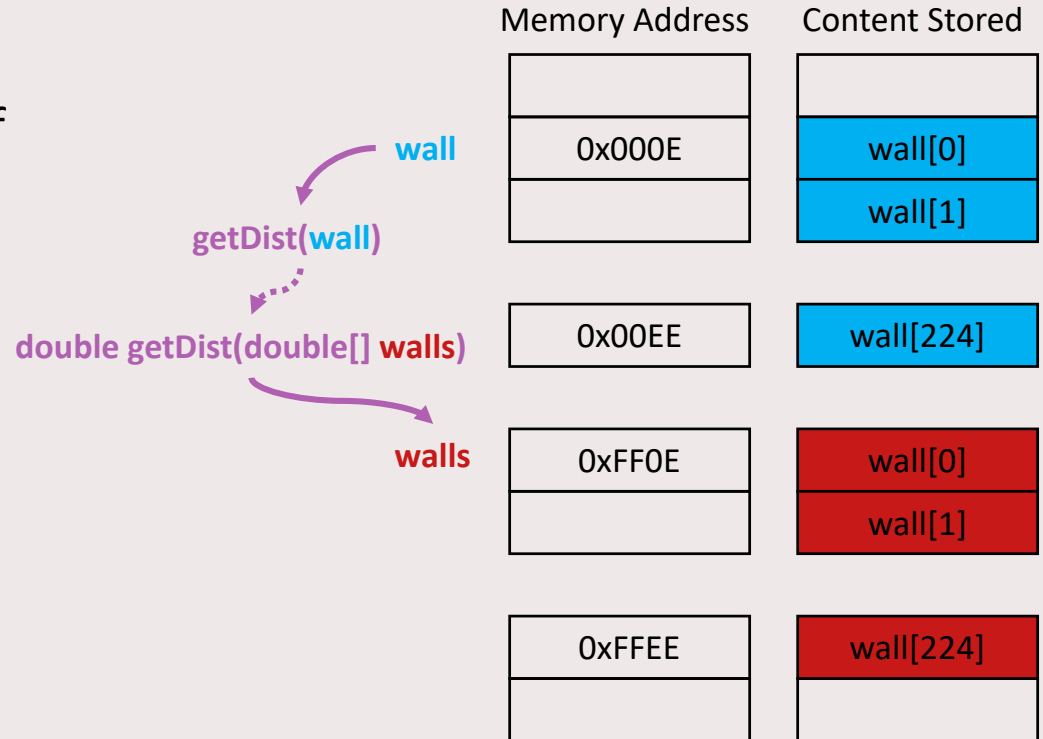 Memory Address Content Stored
f
wall 0x000E wall[0]
wall[1]
getDist(wall)
0x00EE wall[224]
double getDist(double[] walls)
walls 0xFF0E wall[0]
wall[1]
0xFFEE wall[224]